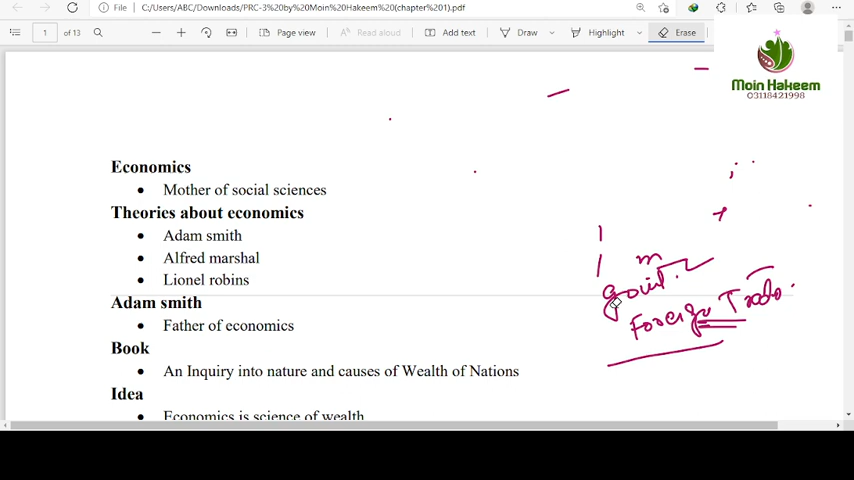 File C:/Users/ABC/Downloads/PRC-3%20by%20Moin%20Hakeem%20(chapter%201).pdf
1 of 13 Page view Read aloud Add text Draw Highlight Erase
Moin Hakeem
03118421998
Economics
• Mother of social sciences
Theories about economics
• Adam smith
• Alfred marshal
• Lionel robins
Adam smith
• Father of economics
Book
• An Inquiry into nature and causes of Wealth of Nations
Idea
• Economics is science of wealth
m
govt.
Foreign Trade